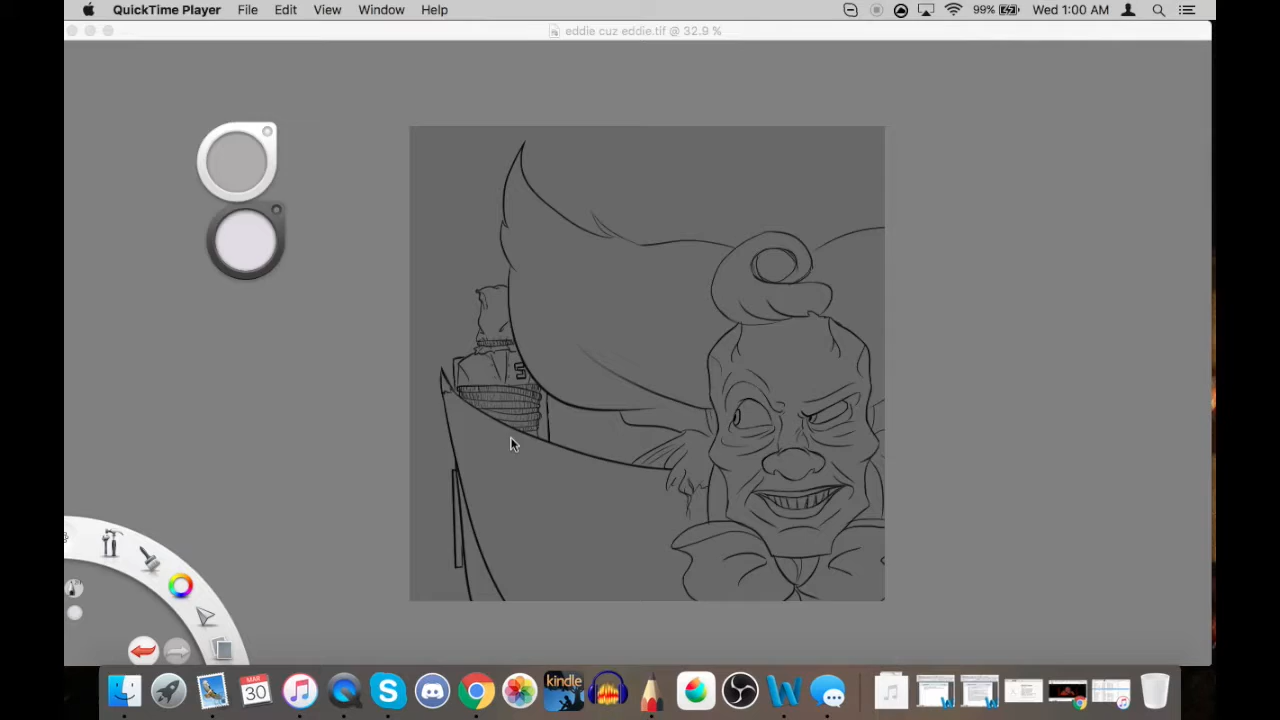 QuickTime Player File Edit View Window Help 99% Wed 1:00 AM
eddie cuz eddie.tif @ 32.9 %
MAR
30
kindle